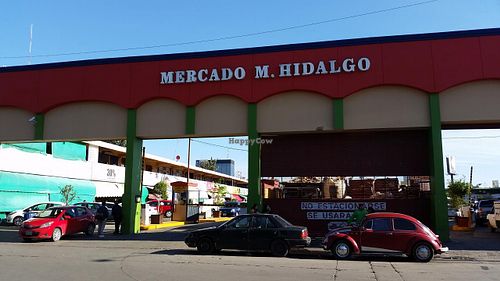 MERCADO M. HIDALGO
HappyCow
NO ESTACIONARSE
SE USARA